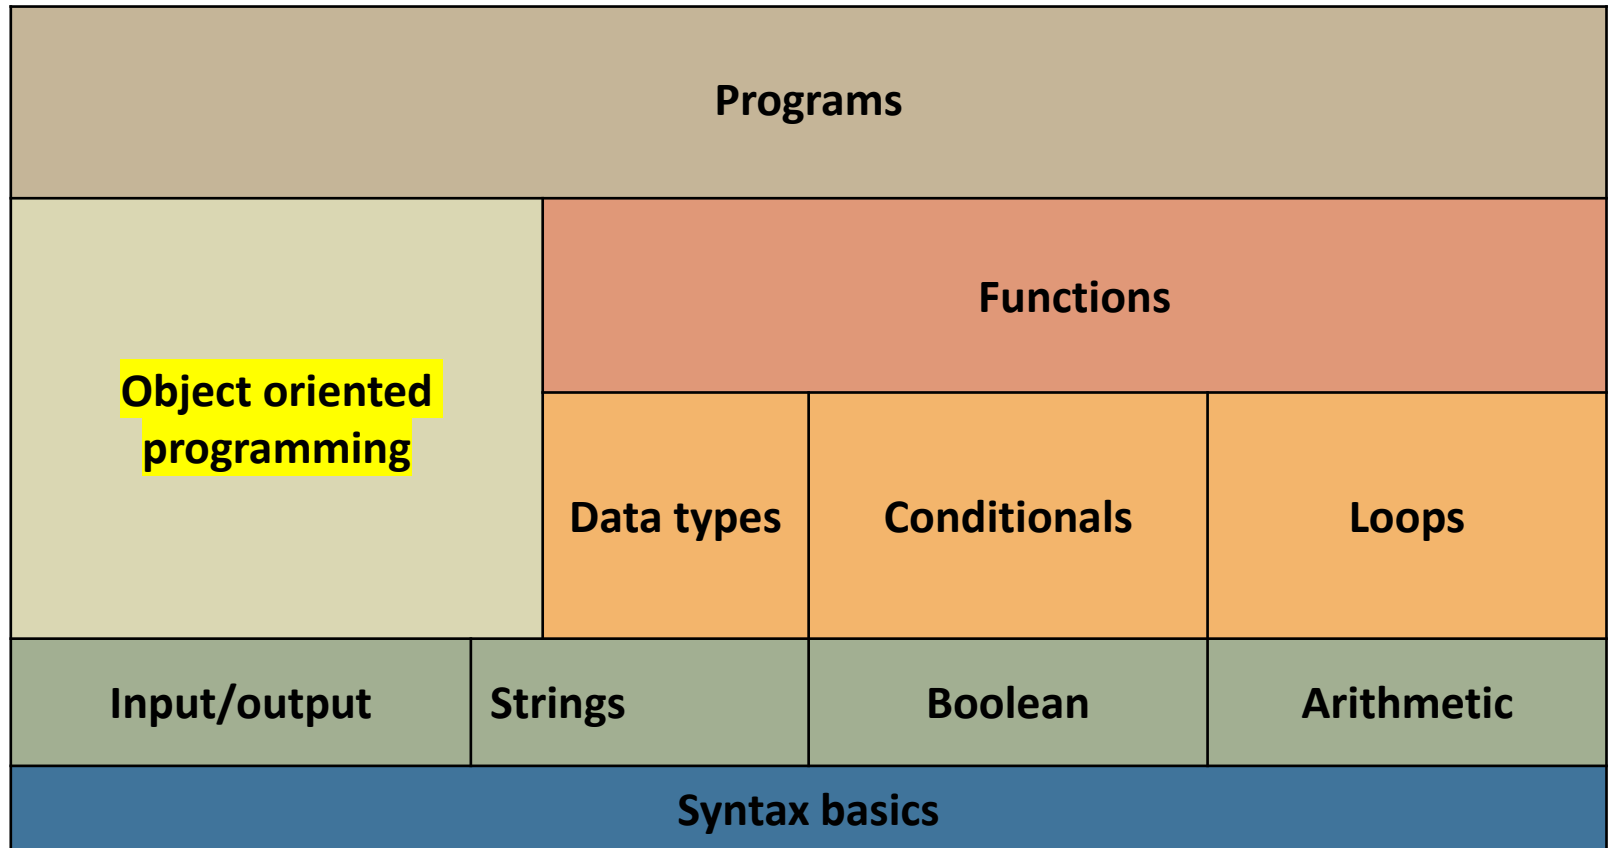 Programs
Functions
Object oriented
programming
Data types
Conditionals
Loops
Input/output
Strings
Boolean
Arithmetic
Syntax basics